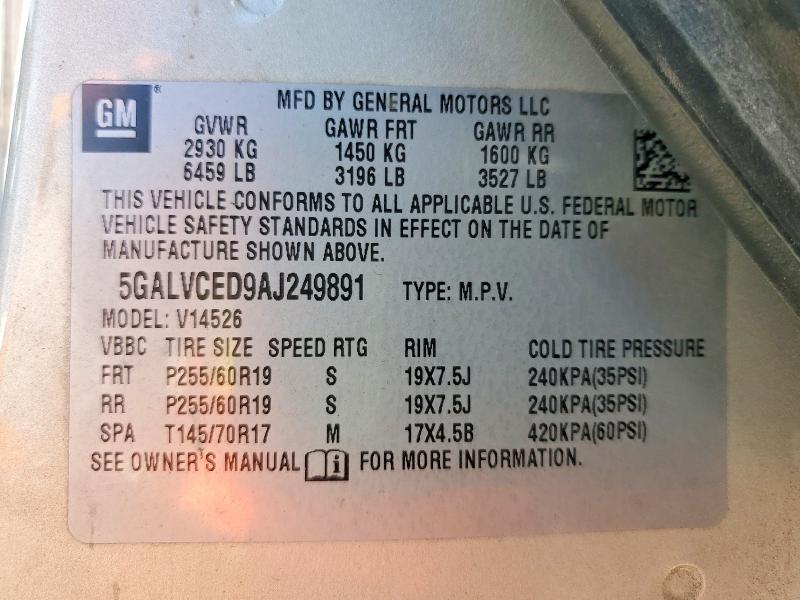 GM
MFD BY GENERAL MOTORS LLC
GVWR GAWR FRT GAWR RR
2930 KG 1450 KG 1600 KG
6459 LB 3196 LB 3527 LB
THIS VEHICLE CONFORMS TO ALL APPLICABLE U.S. FEDERAL MOTOR
VEHICLE SAFETY STANDARDS IN EFFECT ON THE DATE OF
MANUFACTURE SHOWN ABOVE.
5GALVCED9AJ249891 TYPE: M.P.V.
MODEL: V14526
VBBC TIRE SIZE SPEED RTG RIM COLD TIRE PRESSURE
FRT P255/60R19 S 19X7.5J 240KPA(35PSI)
RR P255/60R19 S 19X7.5J 240KPA(35PSI)
SPA T145/70R17 M 17X4.5B 420KPA(60PSI)
SEE OWNER'S MANUAL i FOR MORE INFORMATION.